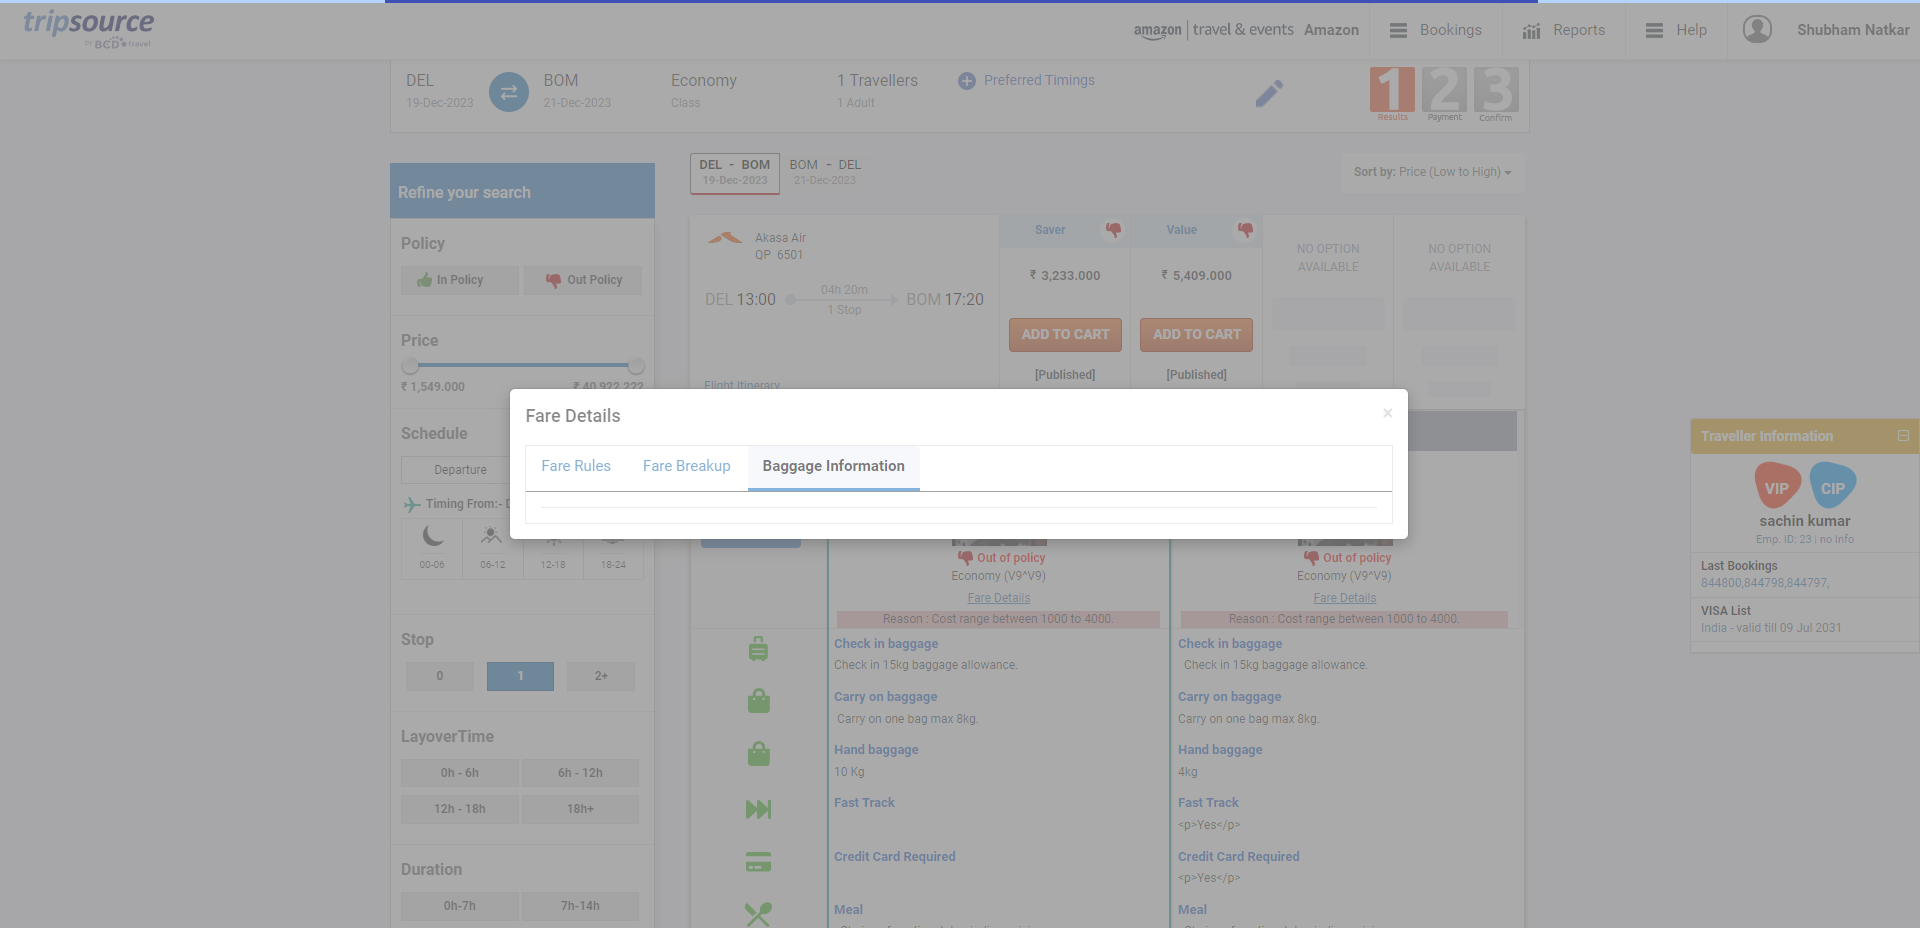 tripsource
by BCD travel
amazon travel & events Amazon
Bookings
Reports
Help
Shubham Natkar
DEL
19-Dec-2023
BOM
21-Dec-2023
Economy
Class
1 Travellers
1 Adult
Preferred Timings
1 Results
2 Payment
3 Confirm
Refine your search
Policy
In Policy
Out Policy
Price
₹ 1,549.000
₹ 40,922.222
Schedule
Departure
Timing From:-
00-06
06-12
12-18
18-24
Stop
0
1
2+
LayoverTime
0h - 6h
6h - 12h
12h - 18h
18h+
Duration
0h-7h
7h-14h
DEL - BOM
19-Dec-2023
BOM - DEL
21-Dec-2023
Sort by: Price (Low to High)
Akasa Air
QP 6501
DEL 13:00
04h 20m
1 Stop
BOM 17:20
Flight Itinerary
Saver
₹ 3,233.000
ADD TO CART
[Published]
Value
₹ 5,409.000
ADD TO CART
[Published]
NO OPTION
AVAILABLE
NO OPTION
AVAILABLE
Fare Details
×
Fare Rules
Fare Breakup
Baggage Information
Out of policy
Economy (V9^V9)
Fare Details
Reason : Cost range between 1000 to 4000.
Out of policy
Economy (V9^V9)
Fare Details
Reason : Cost range between 1000 to 4000.
Check in baggage
Check in 15kg baggage allowance.
Check in baggage
Check in 15kg baggage allowance.
Carry on baggage
Carry on one bag max 8kg.
Carry on baggage
Carry on one bag max 8kg.
Hand baggage
10 Kg
Hand baggage
4kg
Fast Track
Fast Track
<p>Yes</p>
Credit Card Required
Credit Card Required
<p>Yes</p>
Meal
Meal
Traveller Information
VIP
CIP
sachin kumar
Emp. ID: 23 | no Info
Last Bookings
844800,844798,844797,
VISA List
India - valid till 09 Jul 2031